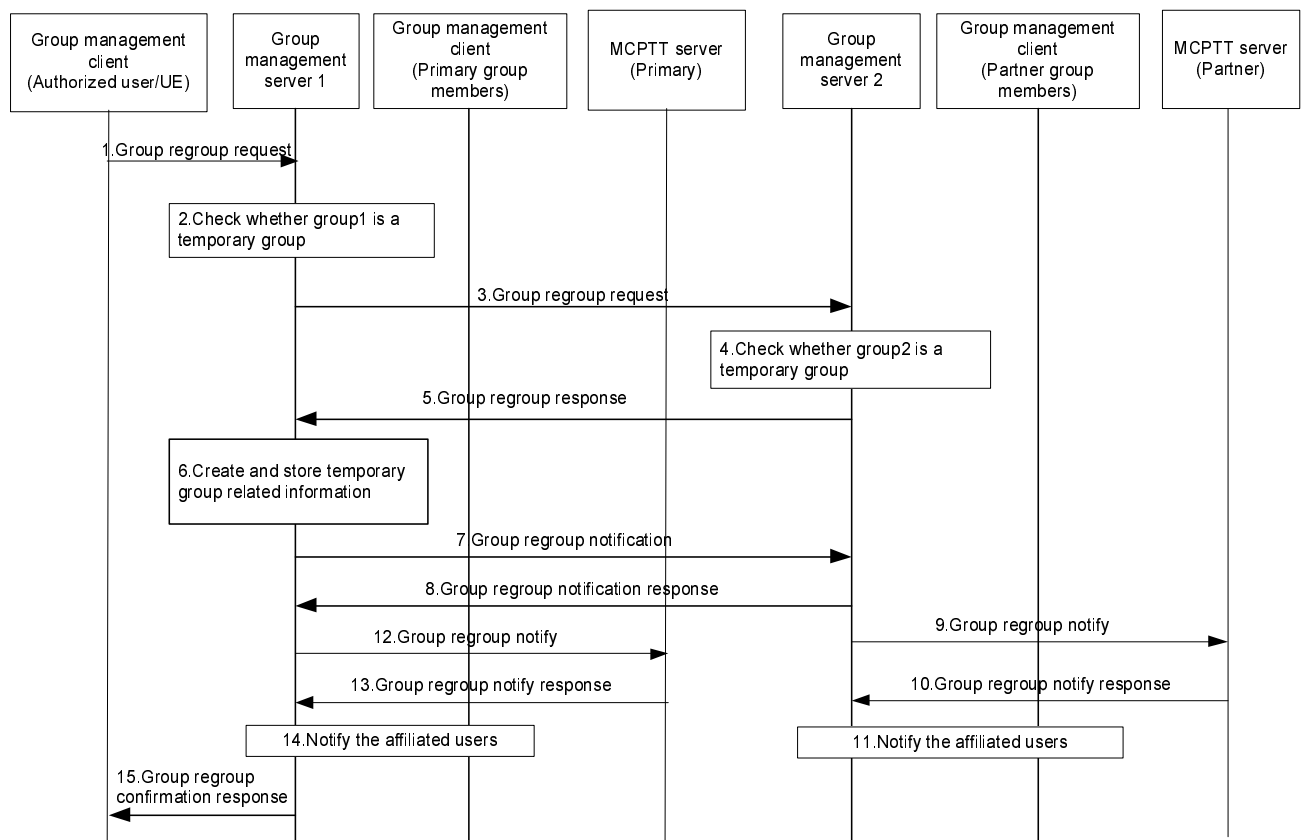 Group management
client
(Authorized user/UE)
Group
management
server 1
Group management
client
(Primary group
members)
MCPTT server
(Primary)
Group
management
server 2
Group management
client
(Partner group
members)
MCPTT server
(Partner)
1.Group regroup request
2.Check whether group1 is a
temporary group
3.Group regroup request
4.Check whether group2 is a
temporary group
5.Group regroup response
6.Create and store temporary
group related information
7 Group regroup notification
8.Group regroup notification response
9.Group regroup notify
12.Group regroup notify
10.Group regroup notify response
13.Group regroup notify response
14.Notify the affiliated users
11.Notify the affiliated users
15.Group regroup
confirmation response